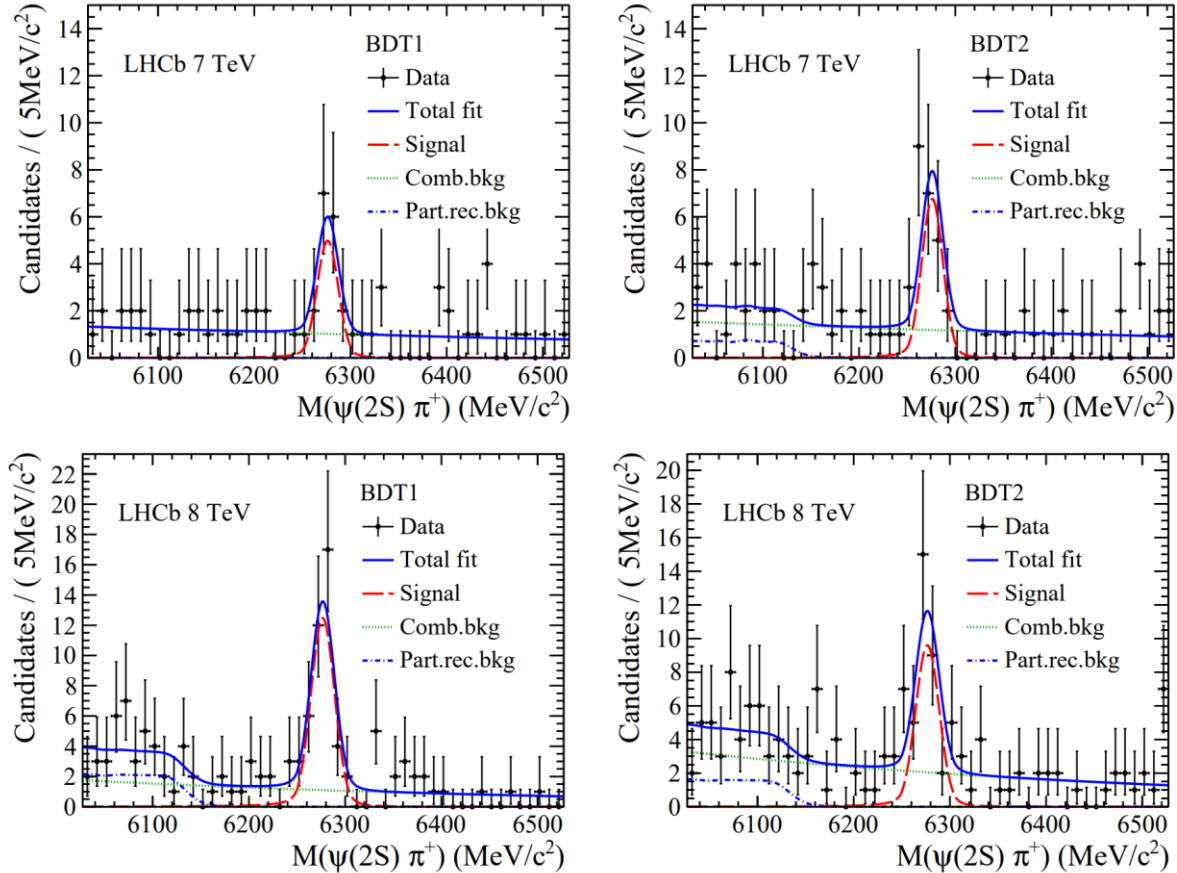 14
12
10
8
6
4
2
0
Candidates / ( 5MeV/c²)
LHCb 7 TeV
BDT1
Data
Total fit
Signal
Comb.bkg
Part.rec.bkg
6100 6200 6300 6400 6500
M(ψ(2S) π⁺) (MeV/c²)
14
12
10
8
6
4
2
0
Candidates / ( 5MeV/c²)
LHCb 7 TeV
BDT2
Data
Total fit
Signal
Comb.bkg
Part.rec.bkg
6100 6200 6300 6400 6500
M(ψ(2S) π⁺) (MeV/c²)
22
20
18
16
14
12
10
8
6
4
2
0
Candidates / ( 5MeV/c²)
LHCb 8 TeV
BDT1
Data
Total fit
Signal
Comb.bkg
Part.rec.bkg
6100 6200 6300 6400 6500
M(ψ(2S) π⁺) (MeV/c²)
20
18
16
14
12
10
8
6
4
2
0
Candidates / ( 5MeV/c²)
LHCb 8 TeV
BDT2
Data
Total fit
Signal
Comb.bkg
Part.rec.bkg
6100 6200 6300 6400 6500
M(ψ(2S) π⁺) (MeV/c²)